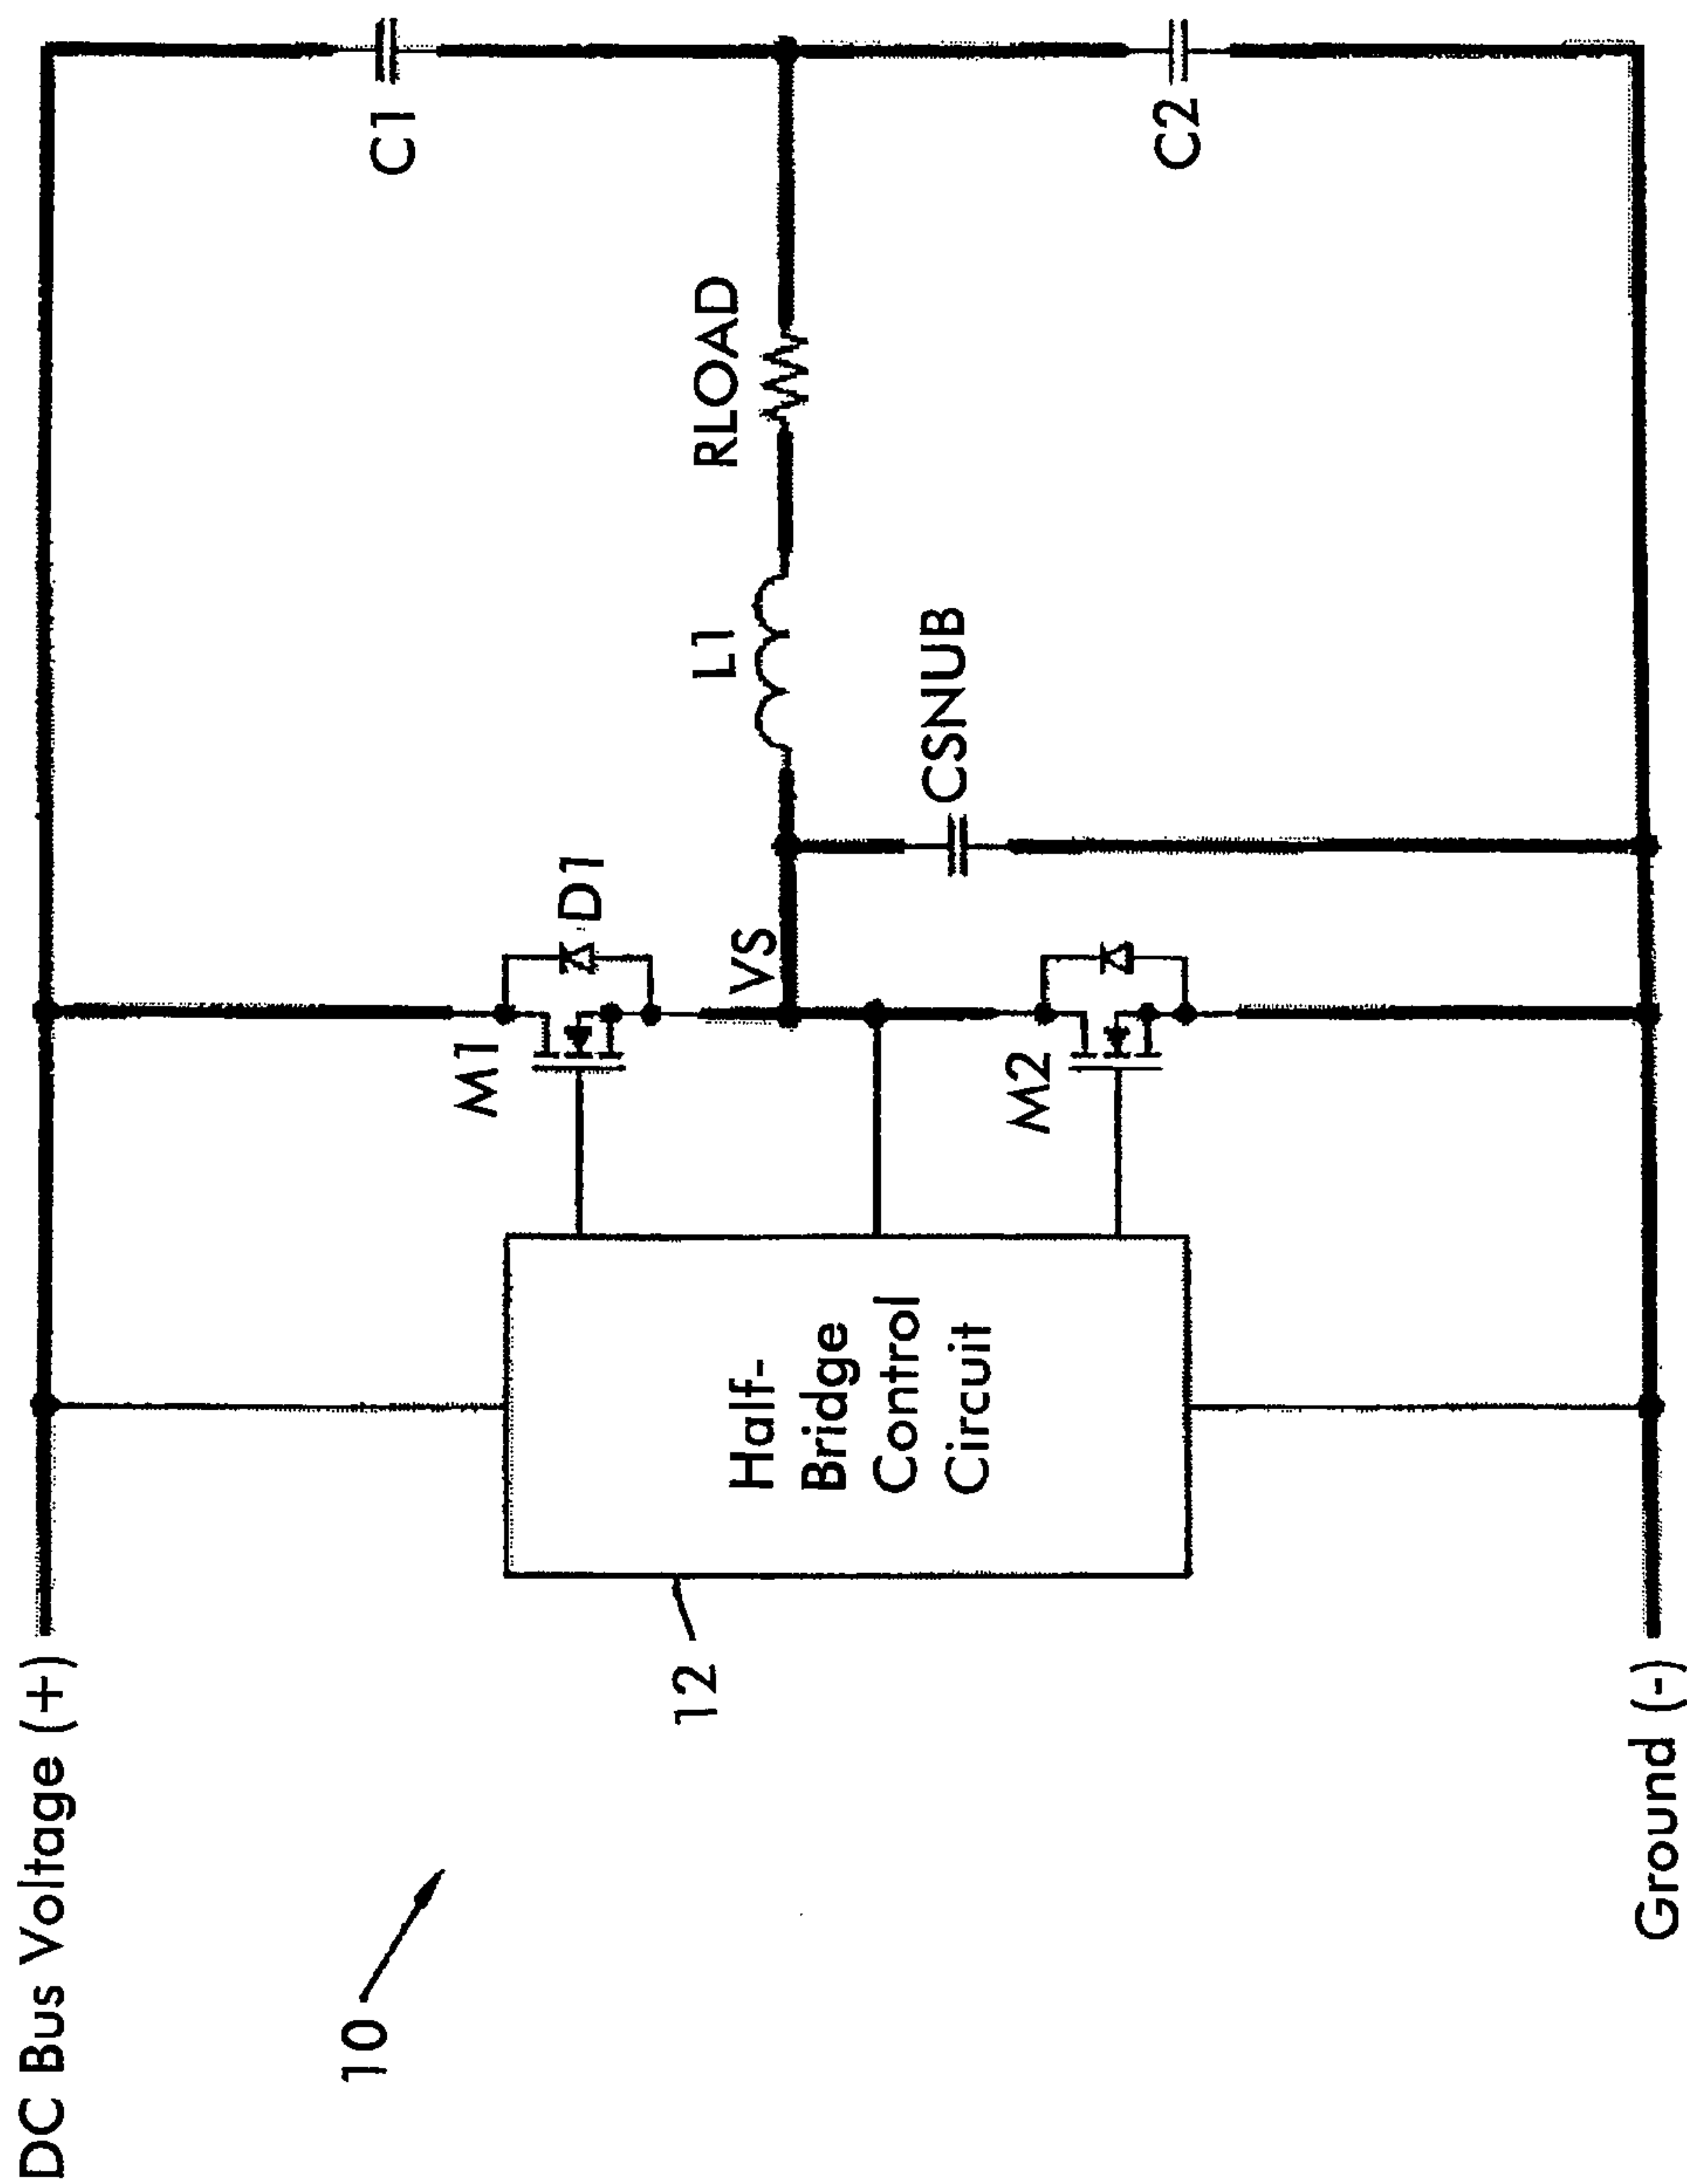 DC Bus Voltage (+)
10
12
Half-
Bridge
Control
Circuit
M1
D1
VS
M2
L1
RLOAD
CSNUB
C1
C2
Ground (-)